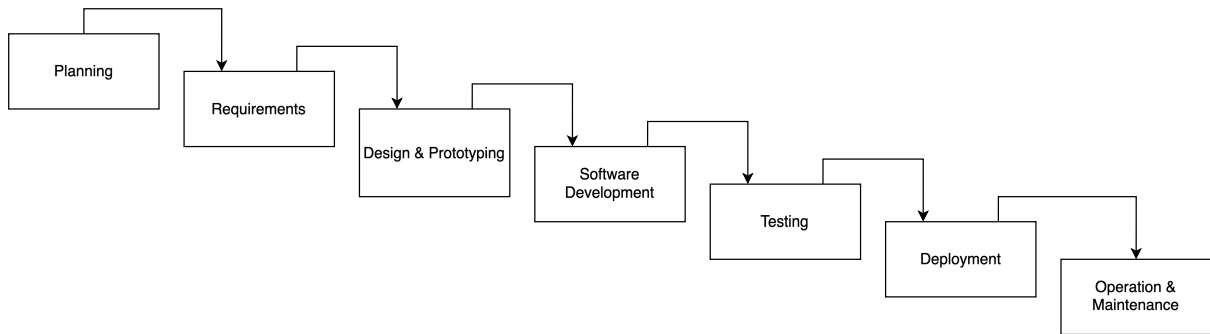 Planning
Requirements
Design & Prototyping
Software
Development
Testing
Deployment
Operation &
Maintenance